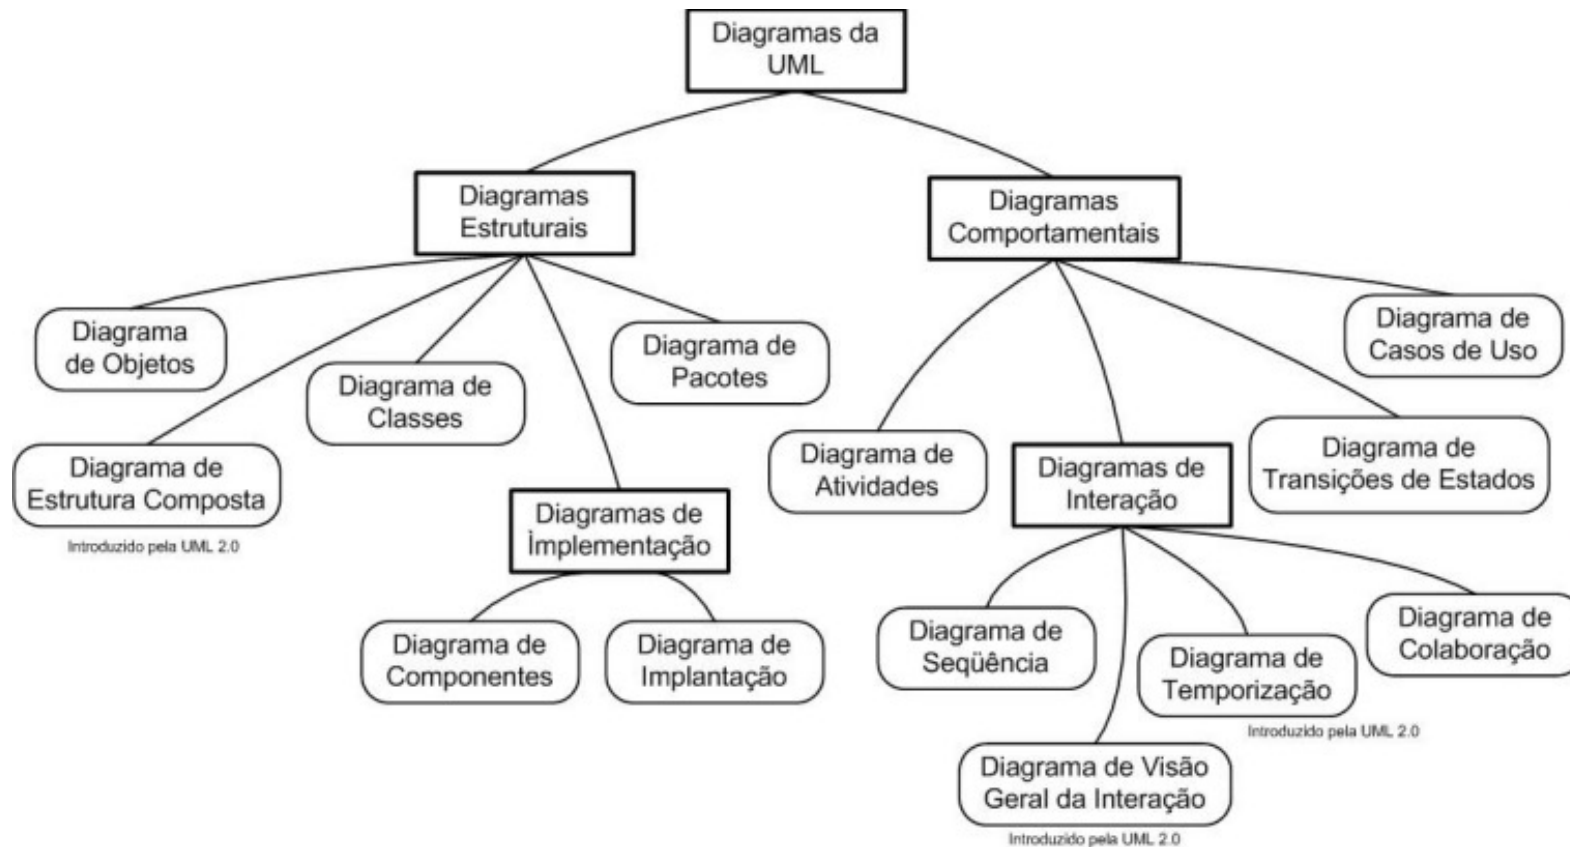 Diagramas da
UML
Diagramas
Estruturais
Diagramas
Comportamentais
Diagrama
de Objetos
Diagrama de
Estrutura Composta
Introduzido pela UML 2.0
Diagrama de
Classes
Diagrama de
Pacotes
Diagramas de
Implementação
Diagrama de
Componentes
Diagrama de
Implantação
Diagrama de
Atividades
Diagramas de
Interação
Diagrama de
Transições de Estados
Diagrama de
Casos de Uso
Diagrama de
Seqüência
Diagrama de Visão
Geral da Interação
Introduzido pela UML 2.0
Diagrama de
Temporização
Introduzido pela UML 2.0
Diagrama de
Colaboração